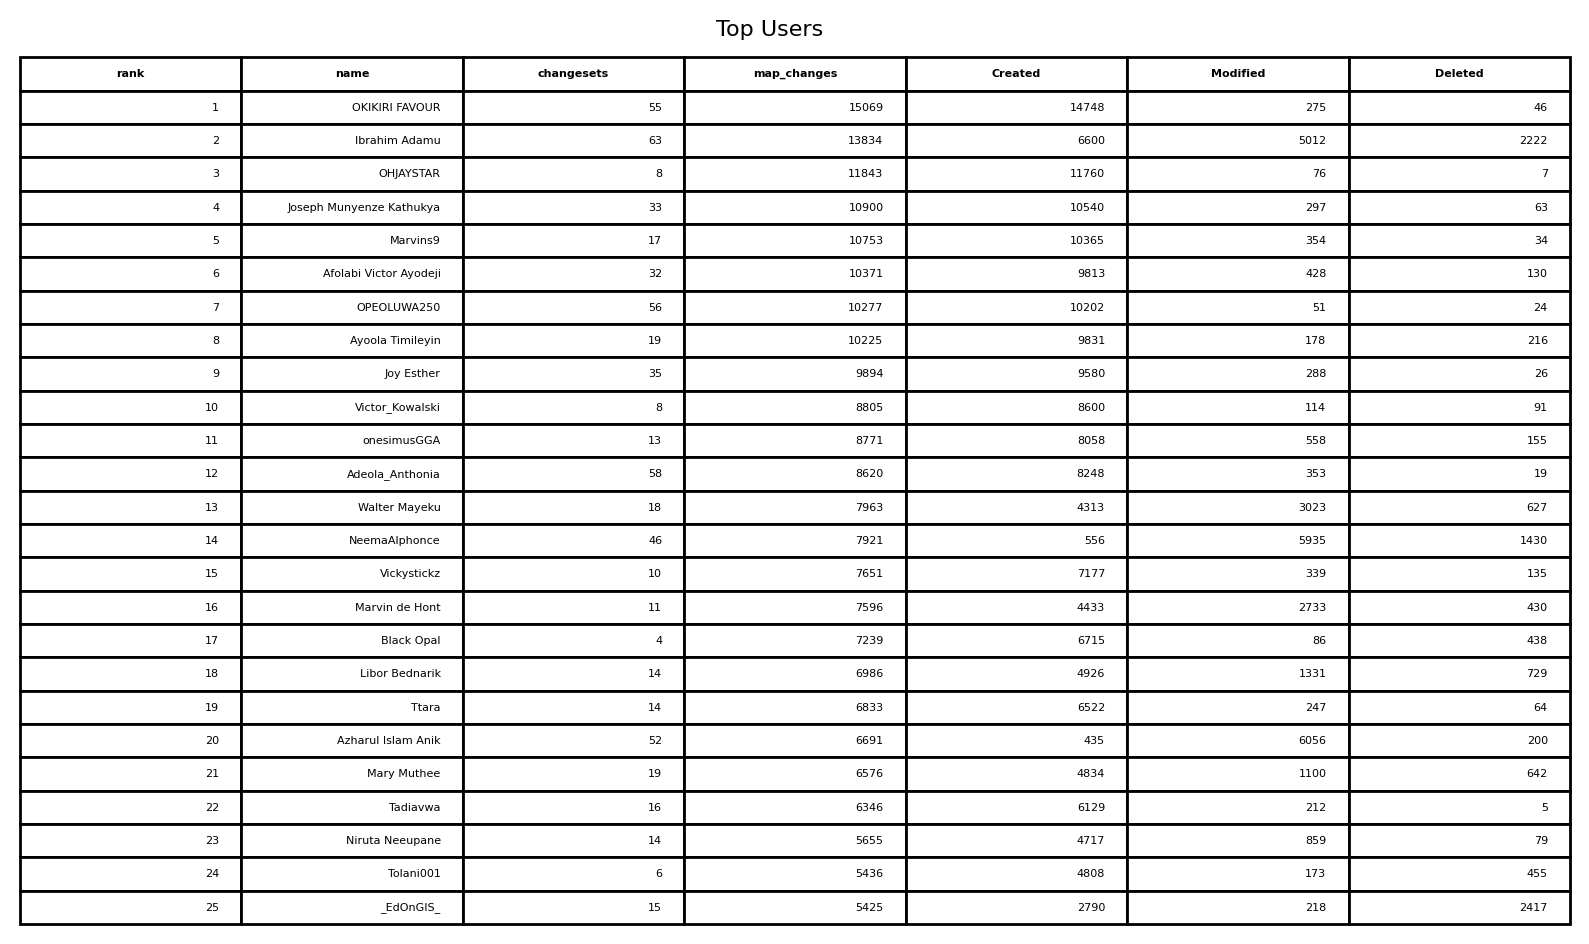 Top Users
rank name changesets map_changes Created Modified Deleted
1 OKIKIRI FAVOUR 55 15069 14748 275 46
2 Ibrahim Adamu 63 13834 6600 5012 2222
3 OHJAYSTAR 8 11843 11760 76 7
4 Joseph Munyenze Kathukya 33 10900 10540 297 63
5 Marvins9 17 10753 10365 354 34
6 Afolabi Victor Ayodeji 32 10371 9813 428 130
7 OPEOLUWA250 56 10277 10202 51 24
8 Ayoola Timileyin 19 10225 9831 178 216
9 Joy Esther 35 9894 9580 288 26
10 Victor_Kowalski 8 8805 8600 114 91
11 onesimusGGA 13 8771 8058 558 155
12 Adeola_Anthonia 58 8620 8248 353 19
13 Walter Mayeku 18 7963 4313 3023 627
14 NeemaAlphonce 46 7921 556 5935 1430
15 Vickystickz 10 7651 7177 339 135
16 Marvin de Hont 11 7596 4433 2733 430
17 Black Opal 4 7239 6715 86 438
18 Libor Bednarik 14 6986 4926 1331 729
19 Ttara 14 6833 6522 247 64
20 Azharul Islam Anik 52 6691 435 6056 200
21 Mary Muthee 19 6576 4834 1100 642
22 Tadiavwa 16 6346 6129 212 5
23 Niruta Neeupane 14 5655 4717 859 79
24 Tolani001 6 5436 4808 173 455
25 _EdOnGIS_ 15 5425 2790 218 2417